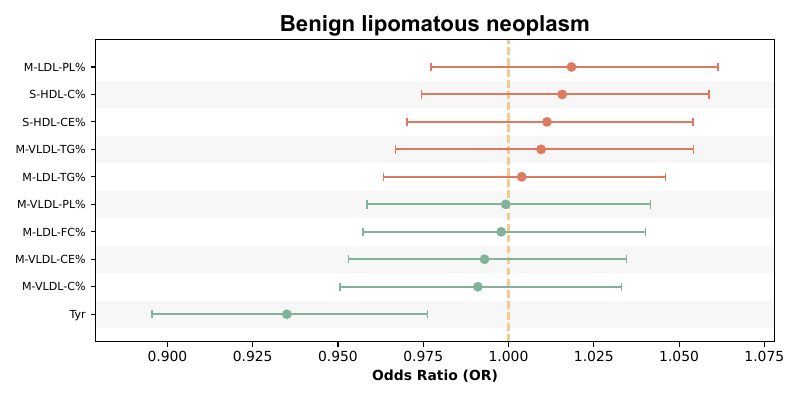 Benign lipomatous neoplasm
M-LDL-PL%
S-HDL-C%
S-HDL-CE%
M-VLDL-TG%
M-LDL-TG%
M-VLDL-PL%
M-LDL-FC%
M-VLDL-CE%
M-VLDL-C%
Tyr
0.900 0.925 0.950 0.975 1.000 1.025 1.050 1.075
Odds Ratio (OR)